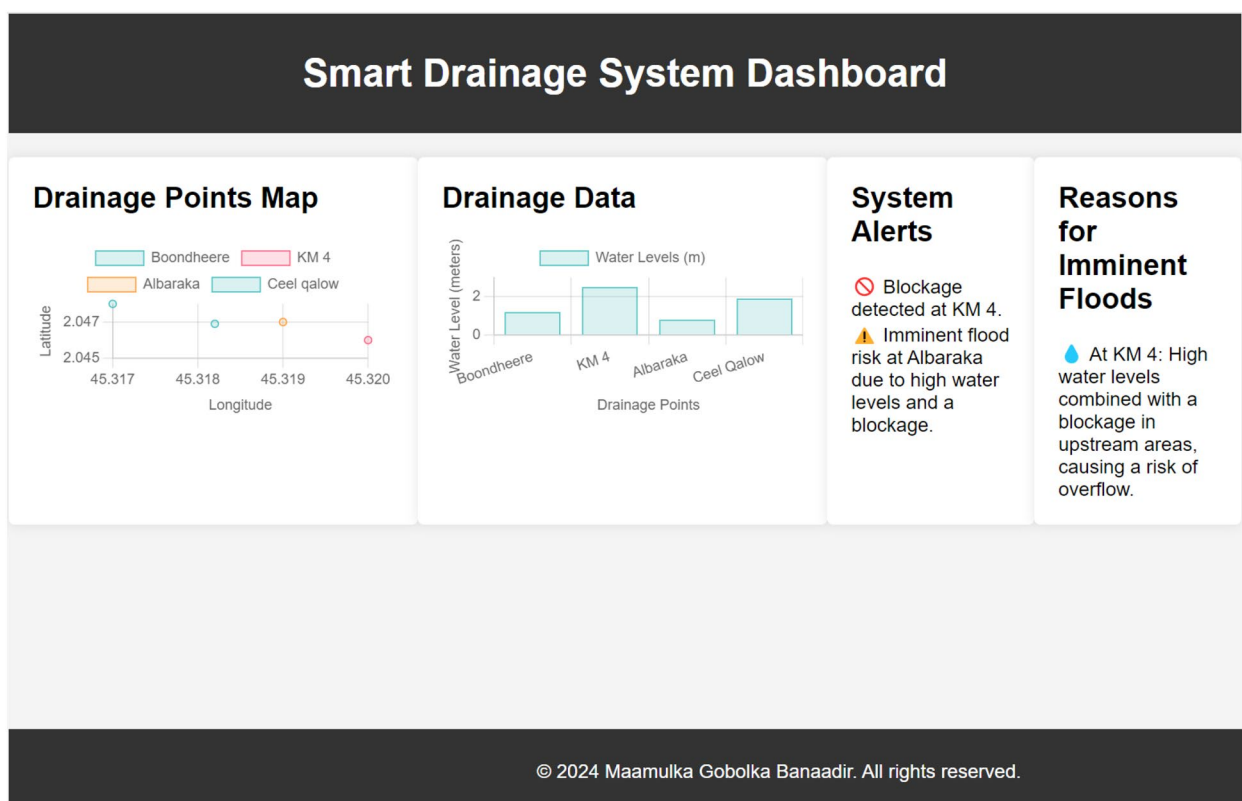 Smart Drainage System Dashboard
Drainage Points Map
Boondheere
KM 4
Albaraka
Ceel qalow
Latitude
2.047
2.045
45.317
45.318
45.319
45.320
Longitude
Drainage Data
Water Levels (m)
Water Level (meters)
2
0
Boondheere
KM 4
Albaraka
Ceel Qalow
Drainage Points
System
Alerts
🚫 Blockage
detected at KM 4.
⚠️ Imminent flood
risk at Albaraka
due to high water
levels and a
blockage.
Reasons
for
Imminent
Floods
💧 At KM 4: High
water levels
combined with a
blockage in
upstream areas,
causing a risk of
overflow.
© 2024 Maamulka Gobolka Banaadir. All rights reserved.